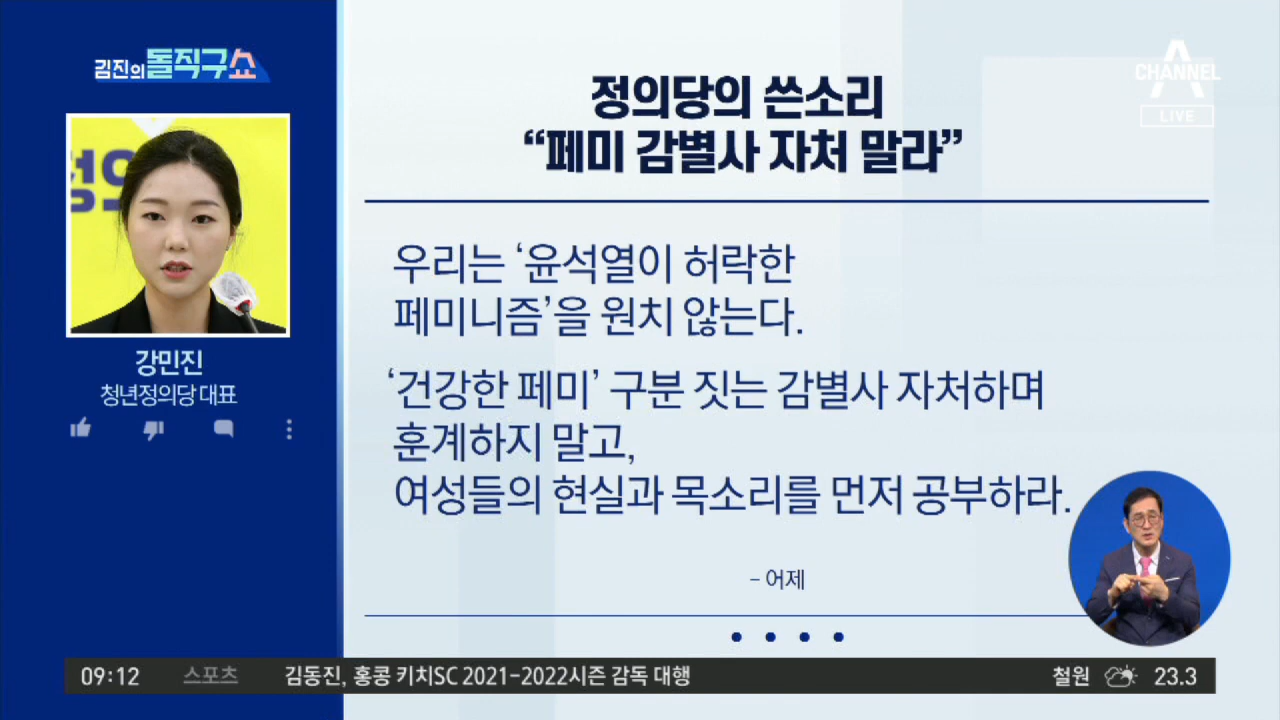 김진의 돌직구쇼
CHANNEL A
LIVE
정의당의 쓴소리
“페미 감별사 자처 말라”
정의
강민진
청년정의당 대표
우리는 ‘윤석열이 허락한
페미니즘’을 원치 않는다.
‘건강한 페미’ 구분 짓는 감별사 자처하며
훈계하지 말고,
여성들의 현실과 목소리를 먼저 공부하라.
- 어제
09:12 스포츠 김동진, 홍콩 키치SC 2021-2022시즌 감독 대행 철원 23.3